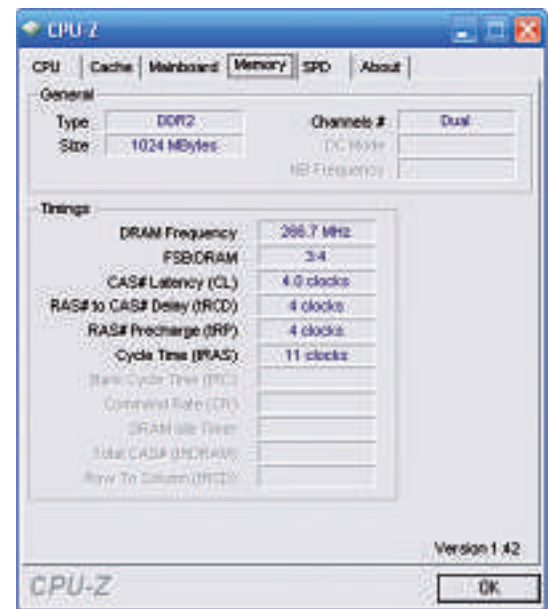 CPU-Z
CPU Cache Mainboard Memory SPD About
General
Type DDR2 Channels # Dual
Size 1024 MBytes DC Mode
NB Frequency
Timings
DRAM Frequency 266.7 MHz
FSB:DRAM 3:4
CAS# Latency (CL) 4.0 clocks
RAS# to CAS# Delay (tRCD) 4 clocks
RAS# Precharge (tRP) 4 clocks
Cycle Time (tRAS) 11 clocks
Bank Cycle Time (tRC)
Command Rate (CR)
DRAM Idle Timer
Total CAS# (tRDRAM)
Row To Column (tRCD)
Version 1.42
CPU-Z OK